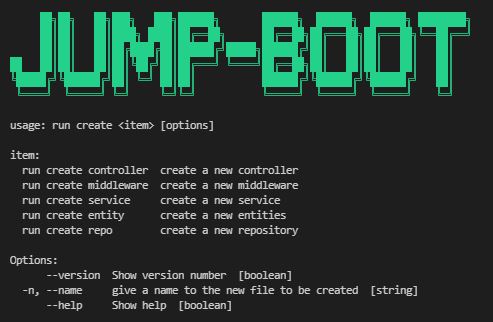 JUMP-BOOT
usage: run create <item> [options]
item:
run create controller  create a new controller
run create middleware  create a new middleware
run create service     create a new service
run create entity      create a new entities
run create repo        create a new repository
Options:
--version  Show version number  [boolean]
-n, --name     give a name to the new file to be created  [string]
--help     Show help  [boolean]